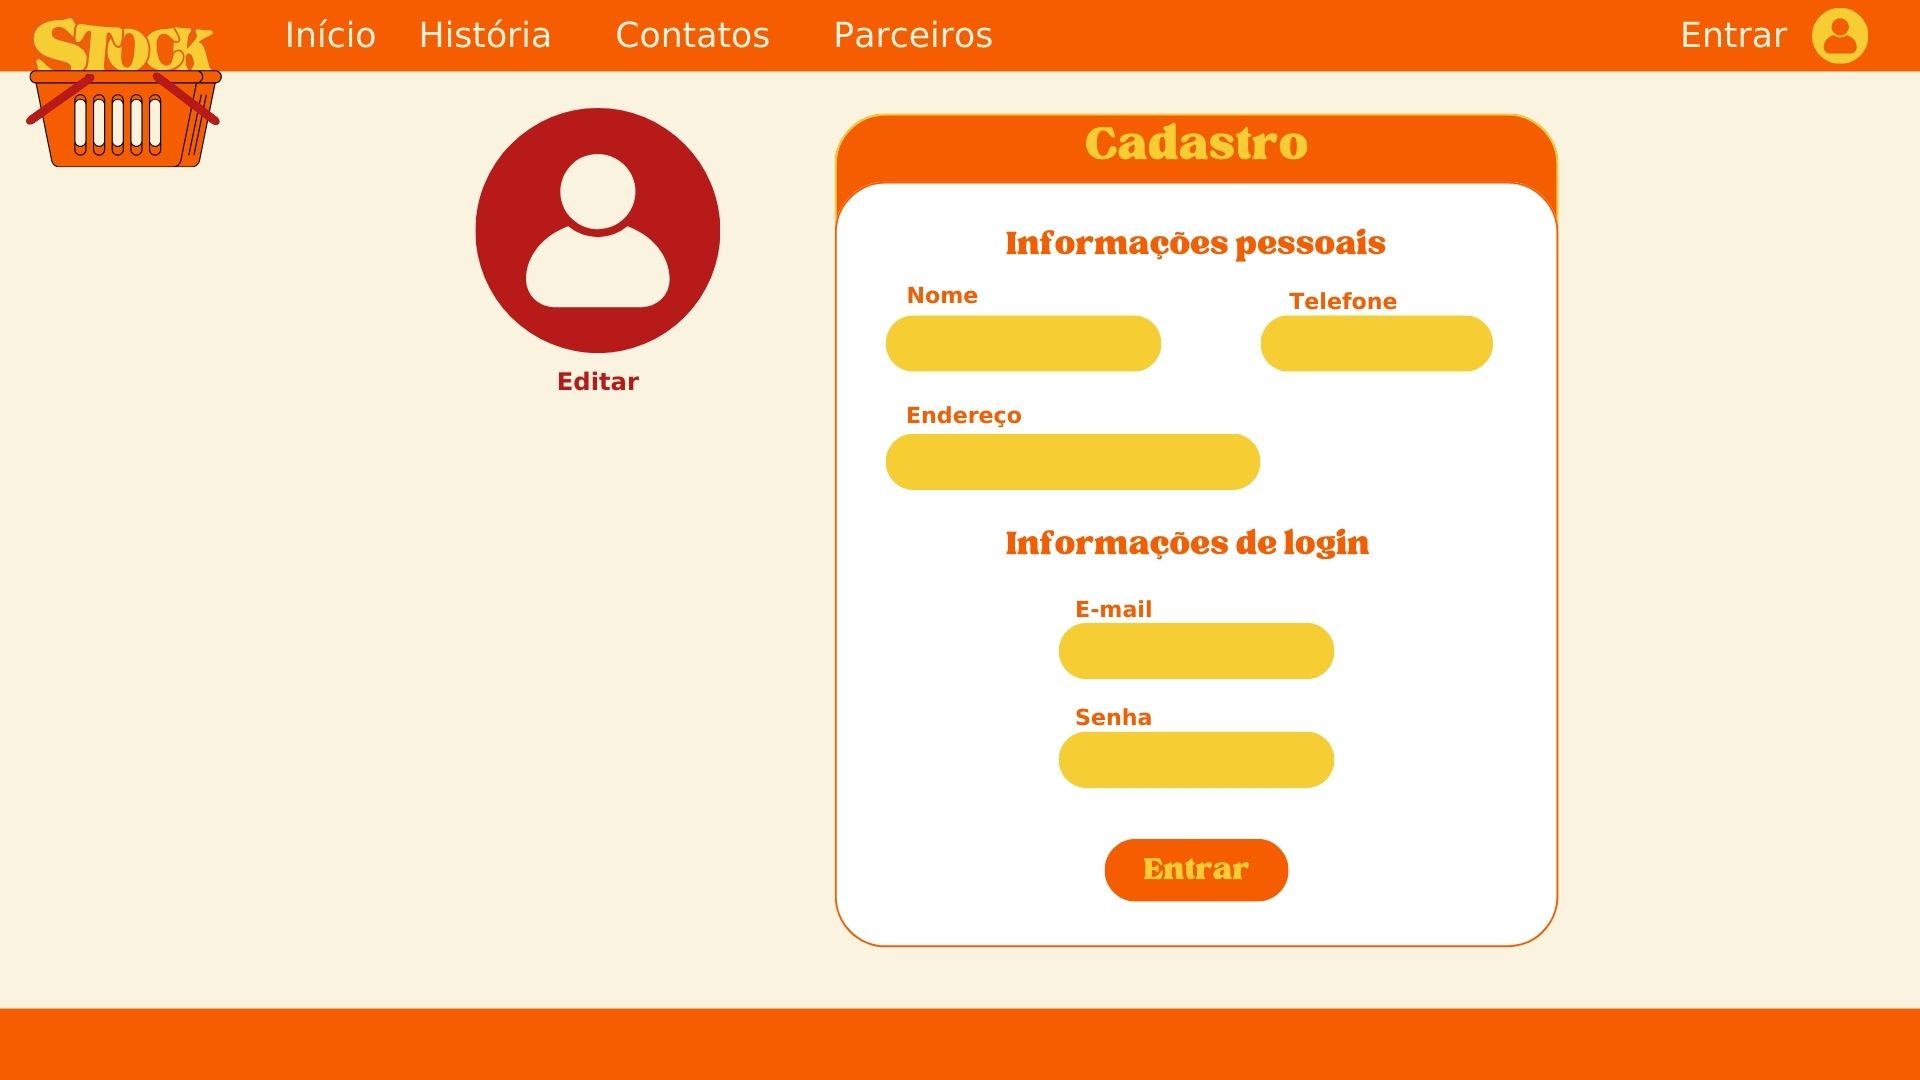 STOCK
Início História Contatos Parceiros Entrar
Editar
Cadastro
Informações pessoais
Nome Telefone
Endereço
Informações de login
E-mail
Senha
Entrar